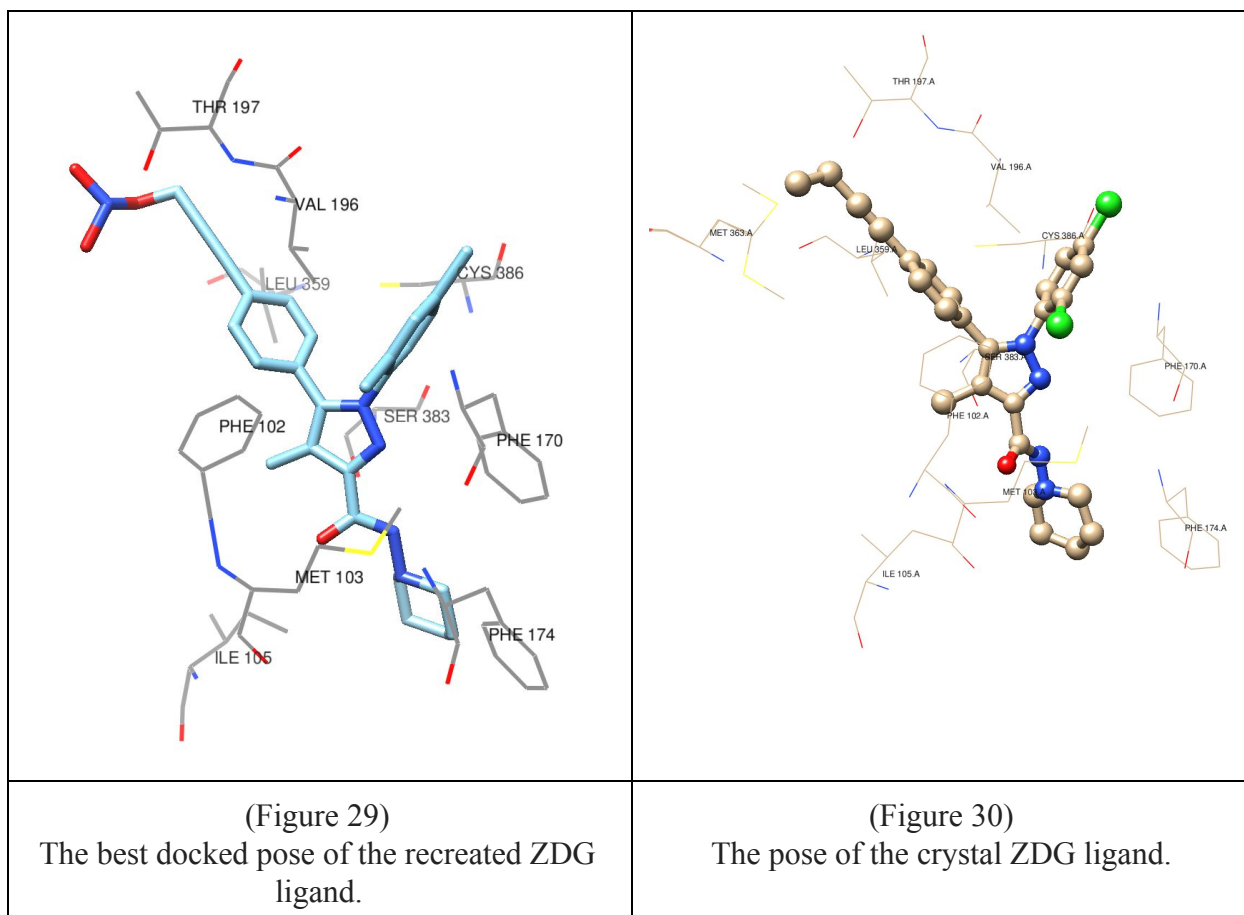 THR 197
VAL 196
LEU 359
CYS 386
SER 383
PHE 102
PHE 170
MET 103
PHE 174
ILE 105
THR 197.A
VAL 196.A
MET 363.A
LEU 359.A
CYS 386.A
SER 383.A
PHE 170.A
PHE 102.A
MET 103.A
PHE 174.A
ILE 105.A
(Figure 29)
The best docked pose of the recreated ZDG
ligand.
(Figure 30)
The pose of the crystal ZDG ligand.